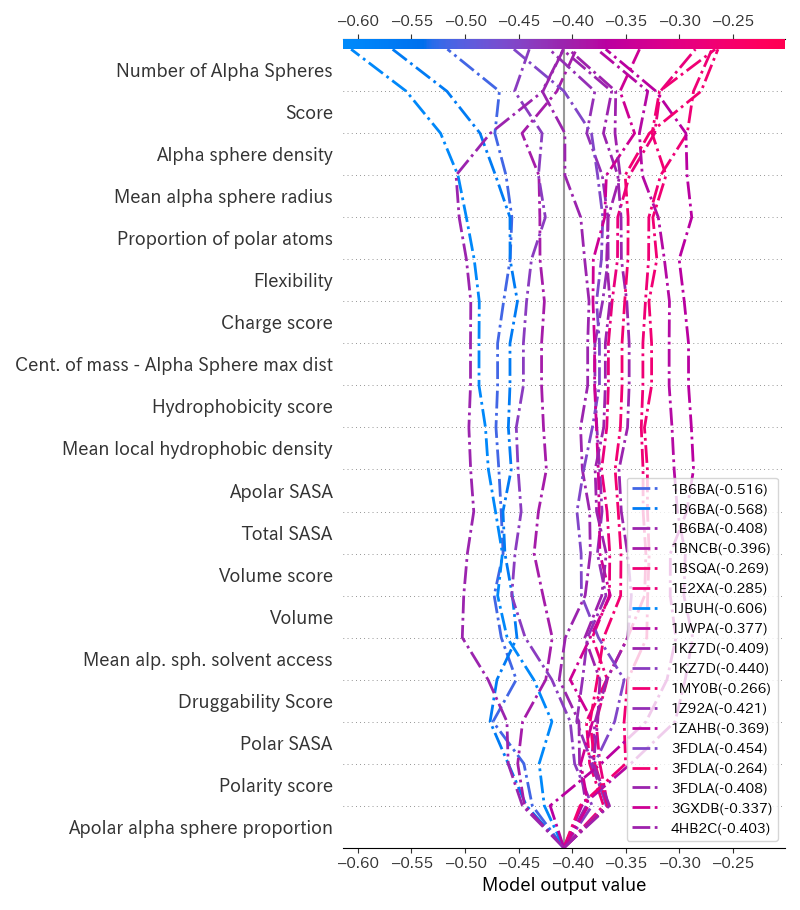 −0.60 −0.55 −0.50 −0.45 −0.40 −0.35 −0.30 −0.25
Number of Alpha Spheres
Score
Alpha sphere density
Mean alpha sphere radius
Proportion of polar atoms
Flexibility
Charge score
Cent. of mass - Alpha Sphere max dist
Hydrophobicity score
Mean local hydrophobic density
Apolar SASA
Total SASA
Volume score
Volume
Mean alp. sph. solvent access
Druggability Score
Polar SASA
Polarity score
Apolar alpha sphere proportion
1B6BA(-0.516)
1B6BA(-0.568)
1B6BA(-0.408)
1BNCB(-0.396)
1BSQA(-0.269)
1E2XA(-0.285)
1JBUH(-0.606)
1JWPA(-0.377)
1KZ7D(-0.409)
1KZ7D(-0.440)
1MY0B(-0.266)
1Z92A(-0.421)
1ZAHB(-0.369)
3FDLA(-0.454)
3FDLA(-0.264)
3FDLA(-0.408)
3GXDB(-0.337)
4HB2C(-0.403)
−0.60 −0.55 −0.50 −0.45 −0.40 −0.35 −0.30 −0.25
Model output value